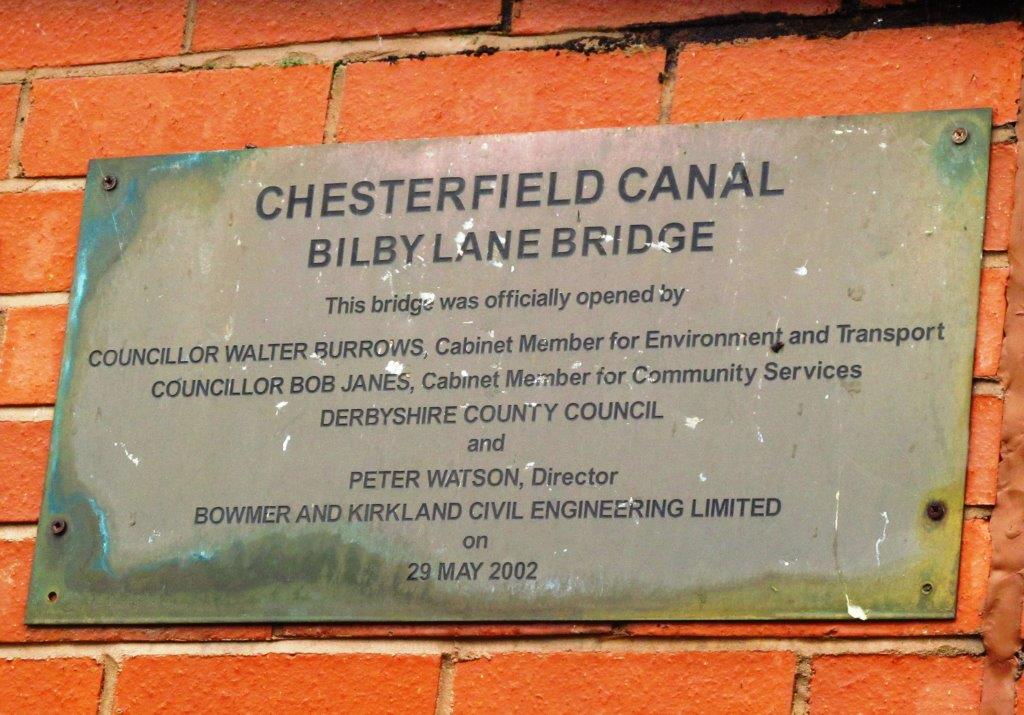 CHESTERFIELD CANAL
BILBY LANE BRIDGE
This bridge was officially opened by
COUNCILLOR WALTER BURROWS, Cabinet Member for Environment and Transport
COUNCILLOR BOB JANES, Cabinet Member for Community Services
DERBYSHIRE COUNTY COUNCIL
and
PETER WATSON, Director
BOWMER AND KIRKLAND CIVIL ENGINEERING LIMITED
on
29 MAY 2002